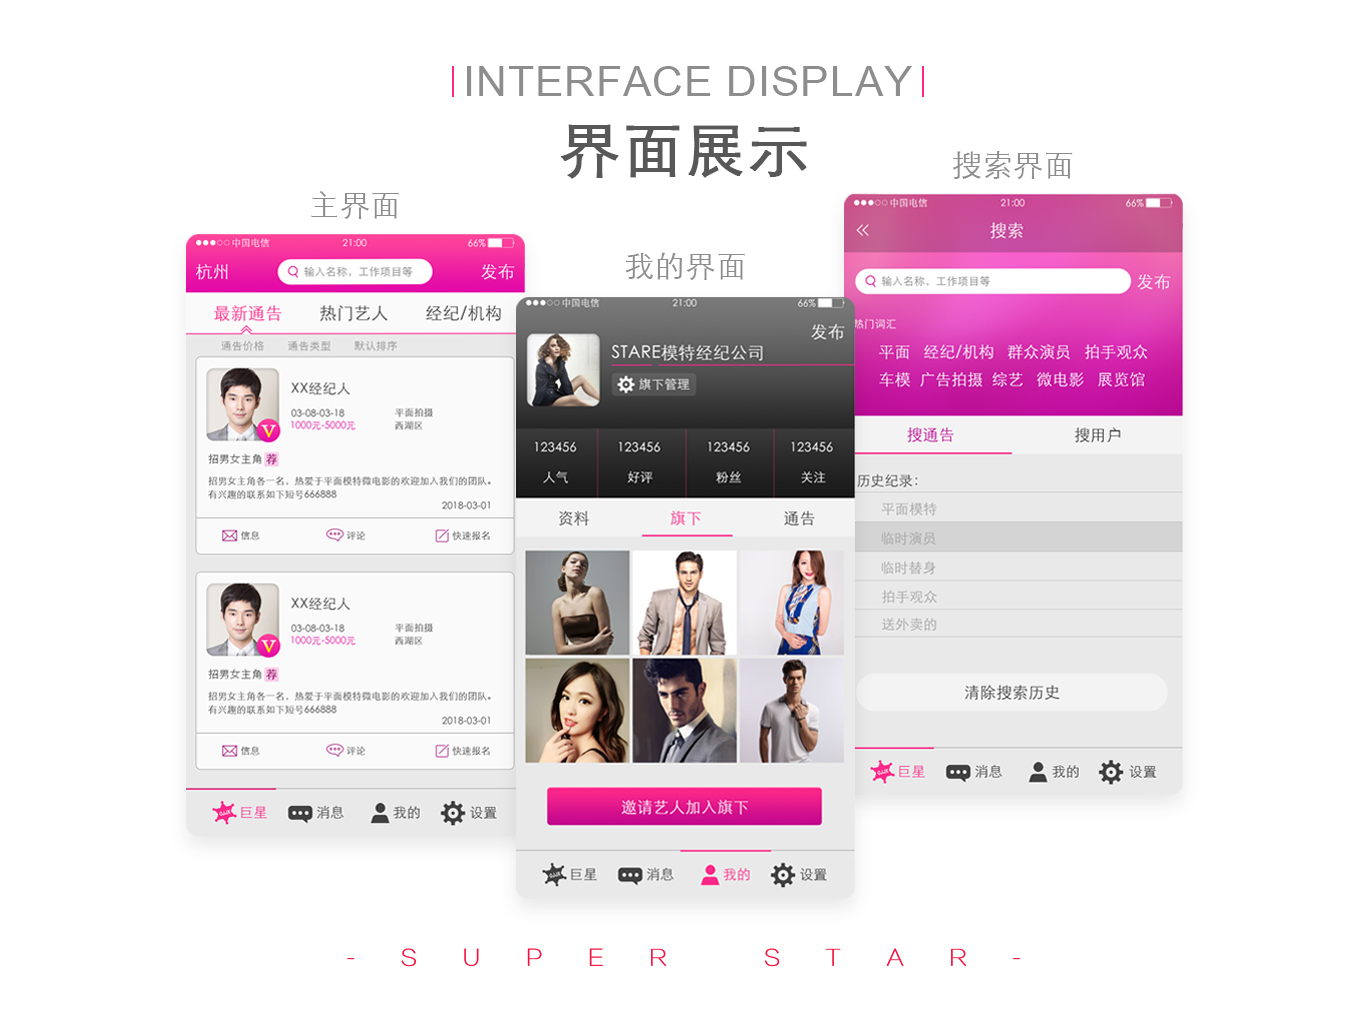 INTERFACE DISPLAY
界面展示
主界面
中国电信 21:00 66%
杭州 输入名称，工作项目等 发布
最新通告 热门艺人 经纪/机构
通告价格 通告类型 默认排序
XX经纪人
03-08-03-18 平面拍摄
1000元-5000元 西湖区
V
招男女主角 荐
招男女主角各一名，热爱于平面模特微电影的欢迎加入我们的团队。
有兴趣的联系如下短号666888
2018-03-01
信息 评论 快速报名
XX经纪人
03-08-03-18 平面拍摄
1000元-5000元 西湖区
V
招男女主角 荐
招男女主角各一名，热爱于平面模特微电影的欢迎加入我们的团队。
有兴趣的联系如下短号666888
2018-03-01
信息 评论 快速报名
巨星 消息 我的 设置
我的界面
中国电信 21:00 66%
发布
STARE模特经纪公司
旗下管理
123456 123456 123456 123456
人气 好评 粉丝 关注
资料 旗下 通告
邀请艺人加入旗下
巨星 消息 我的 设置
搜索界面
中国电信 21:00 66%
搜索
输入名称，工作项目等 发布
热门词汇
平面 经纪/机构 群众演员 拍手观众
车模 广告拍摄 综艺 微电影 展览馆
搜通告 搜用户
历史纪录：
平面模特
临时演员
临时替身
拍手观众
送外卖的
清除搜索历史
巨星 消息 我的 设置
- SUPER STAR -